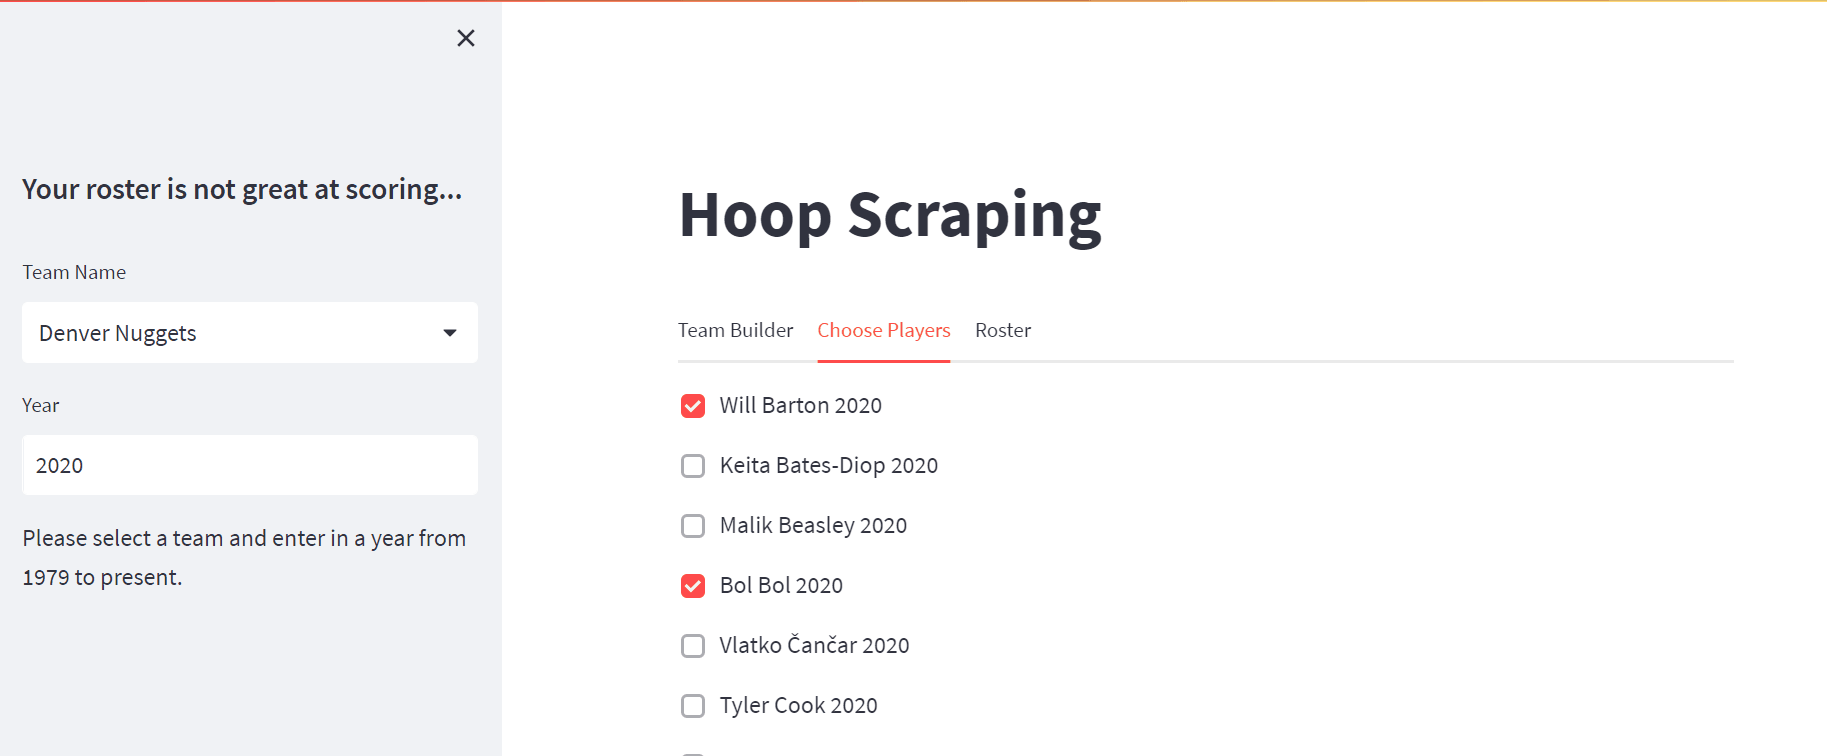 Your roster is not great at scoring...
Team Name
Denver Nuggets
Year
2020
Please select a team and enter in a year from
1979 to present.
Hoop Scraping
Team Builder Choose Players Roster
Will Barton 2020
Keita Bates-Diop 2020
Malik Beasley 2020
Bol Bol 2020
Vlatko Čančar 2020
Tyler Cook 2020